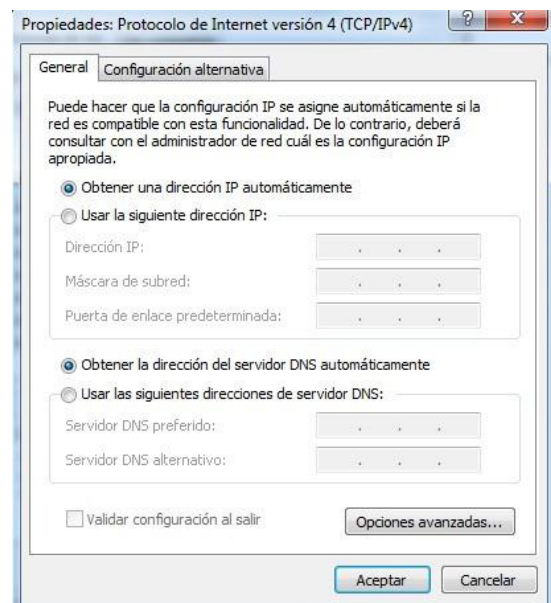 Propiedades: Protocolo de Internet versión 4 (TCP/IPv4)
General
Configuración alternativa
Puede hacer que la configuración IP se asigne automáticamente si la
red es compatible con esta funcionalidad. De lo contrario, deberá
consultar con el administrador de red cuál es la configuración IP
apropiada.
Obtener una dirección IP automáticamente
Usar la siguiente dirección IP:
Dirección IP:
Máscara de subred:
Puerta de enlace predeterminada:
Obtener la dirección del servidor DNS automáticamente
Usar las siguientes direcciones de servidor DNS:
Servidor DNS preferido:
Servidor DNS alternativo:
Validar configuración al salir
Opciones avanzadas...
Aceptar
Cancelar